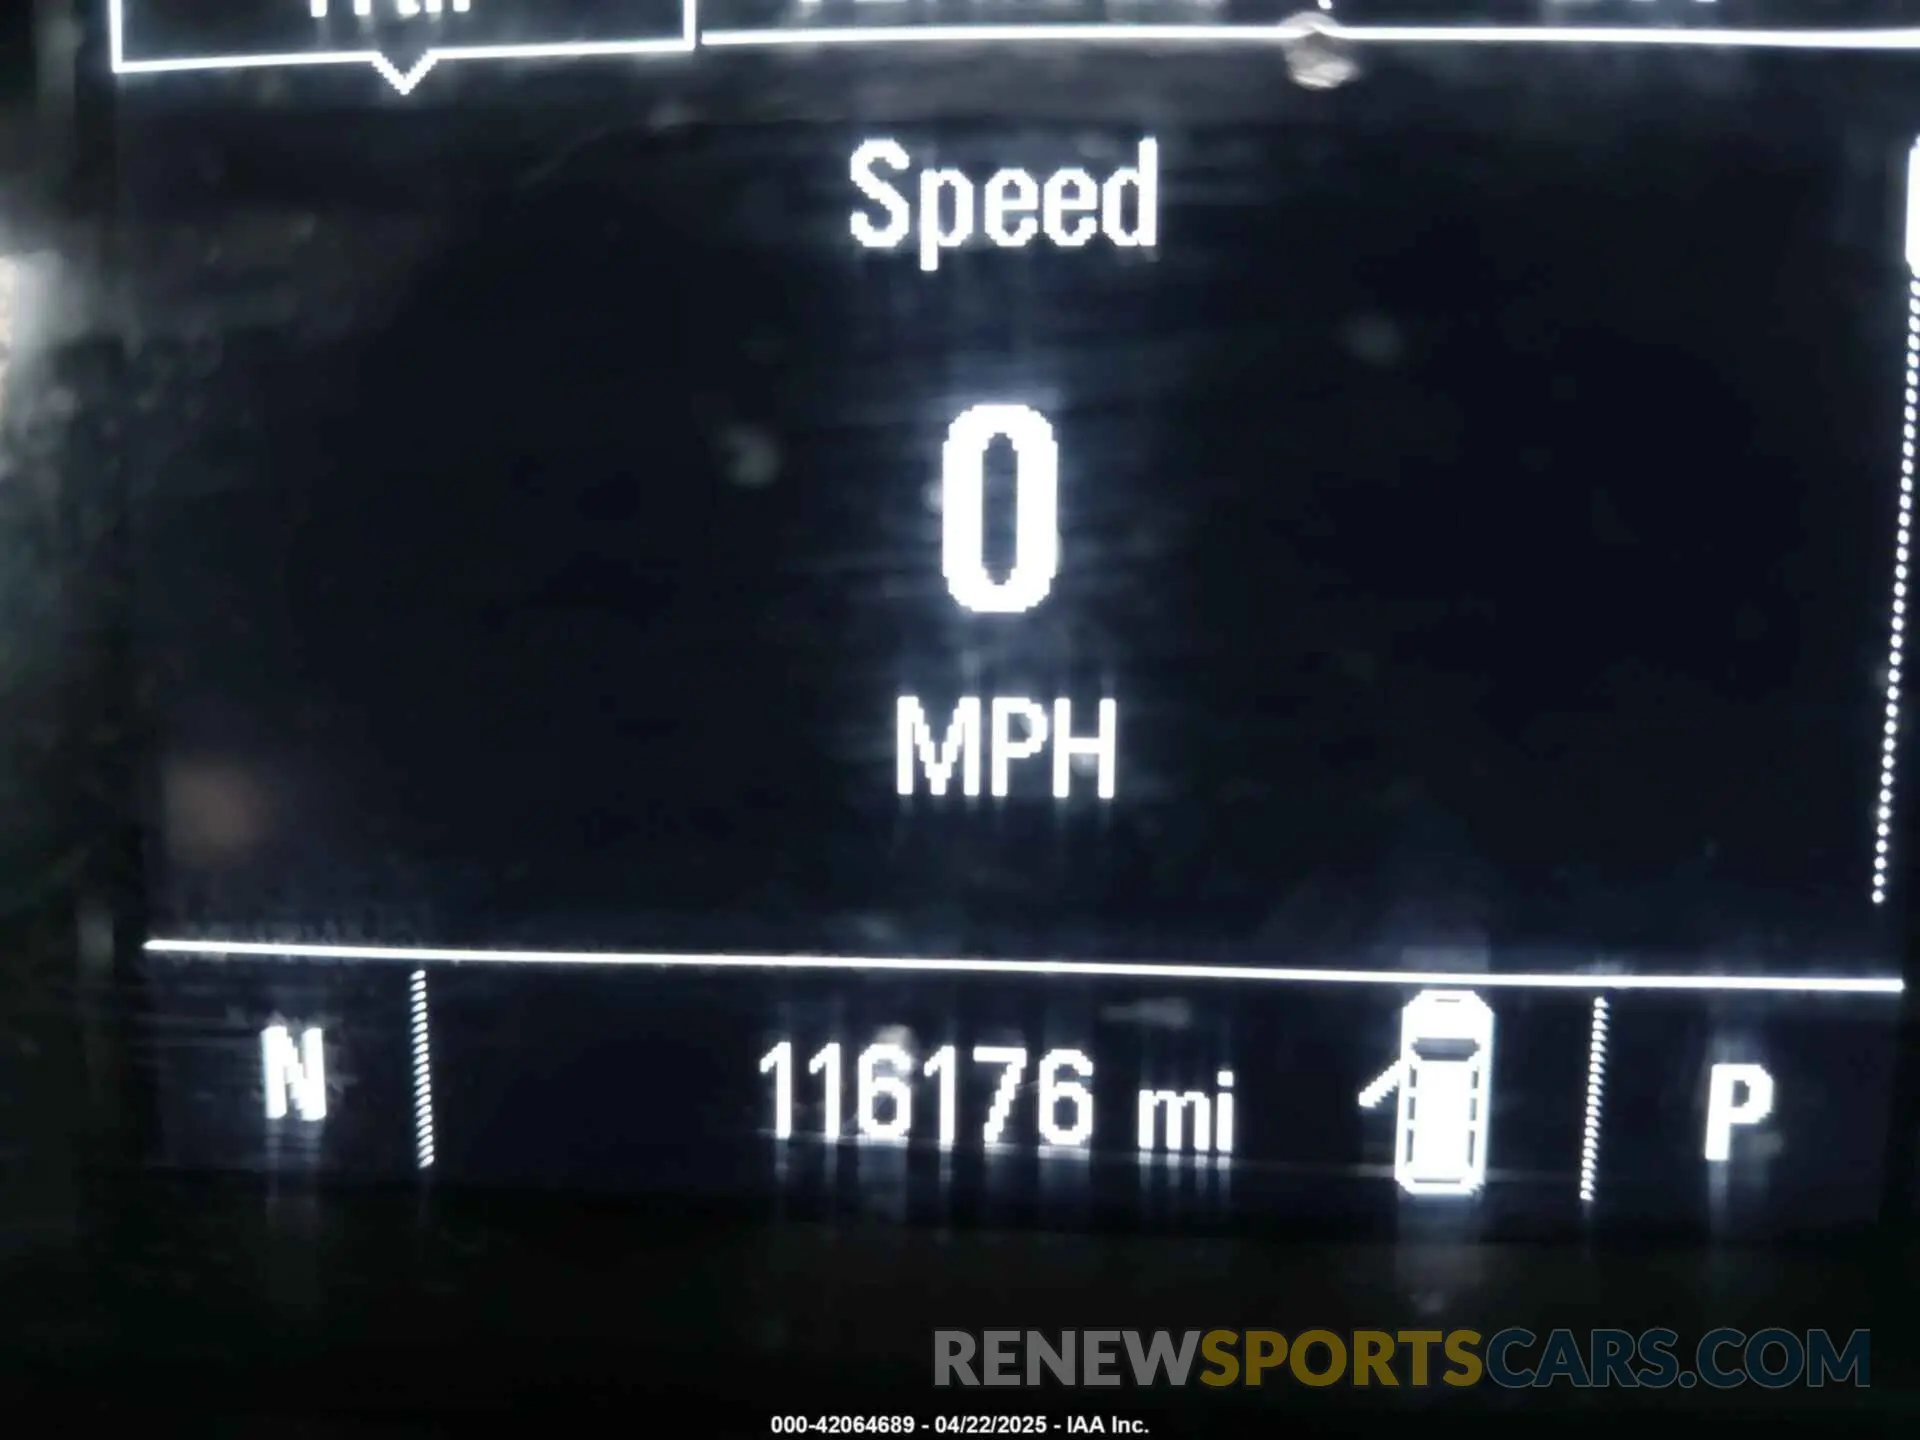 Speed
0
MPH
N 116176 mi P
RENEWSPORTSCARS.COM
000-42064689 - 04/22/2025 - IAA Inc.